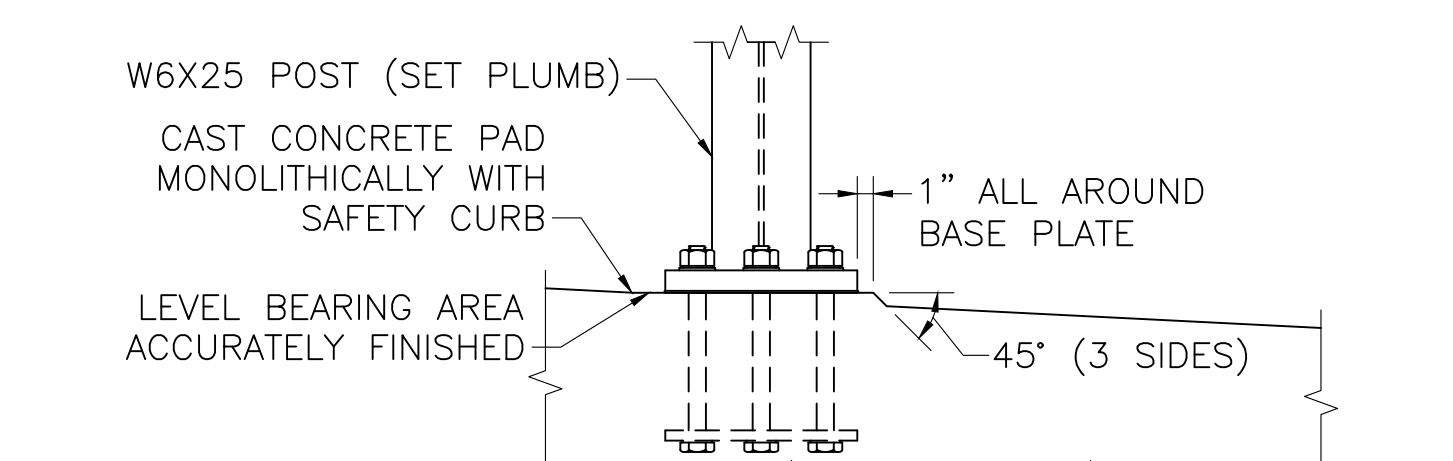 W6X25 POST (SET PLUMB)
CAST CONCRETE PAD
MONOLITHICALLY WITH
SAFETY CURB
1” ALL AROUND
BASE PLATE
LEVEL BEARING AREA
ACCURATELY FINISHED
45° (3 SIDES)